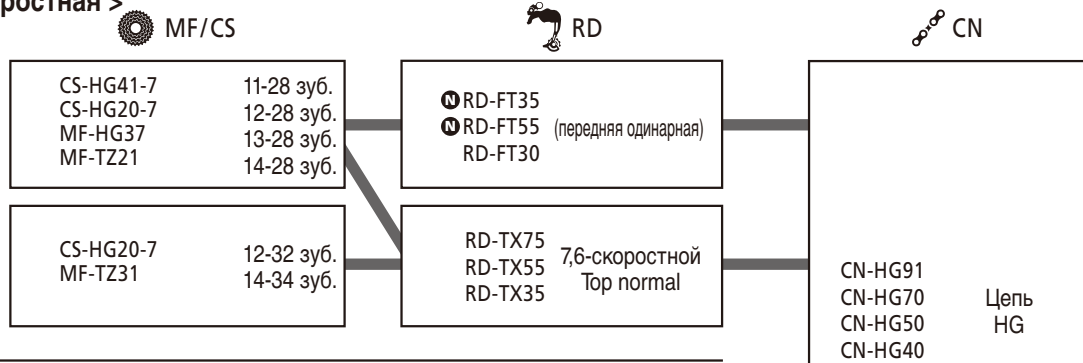 ростная >
MF/CS
RD
CN
CS-HG41-7 11-28 зуб.
CS-HG20-7 12-28 зуб.
MF-HG37 13-28 зуб.
MF-TZ21 14-28 зуб.
N RD-FT35
N RD-FT55 (передняя одинарная)
RD-FT30
CS-HG20-7 12-32 зуб.
MF-TZ31 14-34 зуб.
RD-TX75 7,6-скоростной
RD-TX55 Top normal
RD-TX35
CN-HG91
CN-HG70 Цепь
CN-HG50 HG
CN-HG40